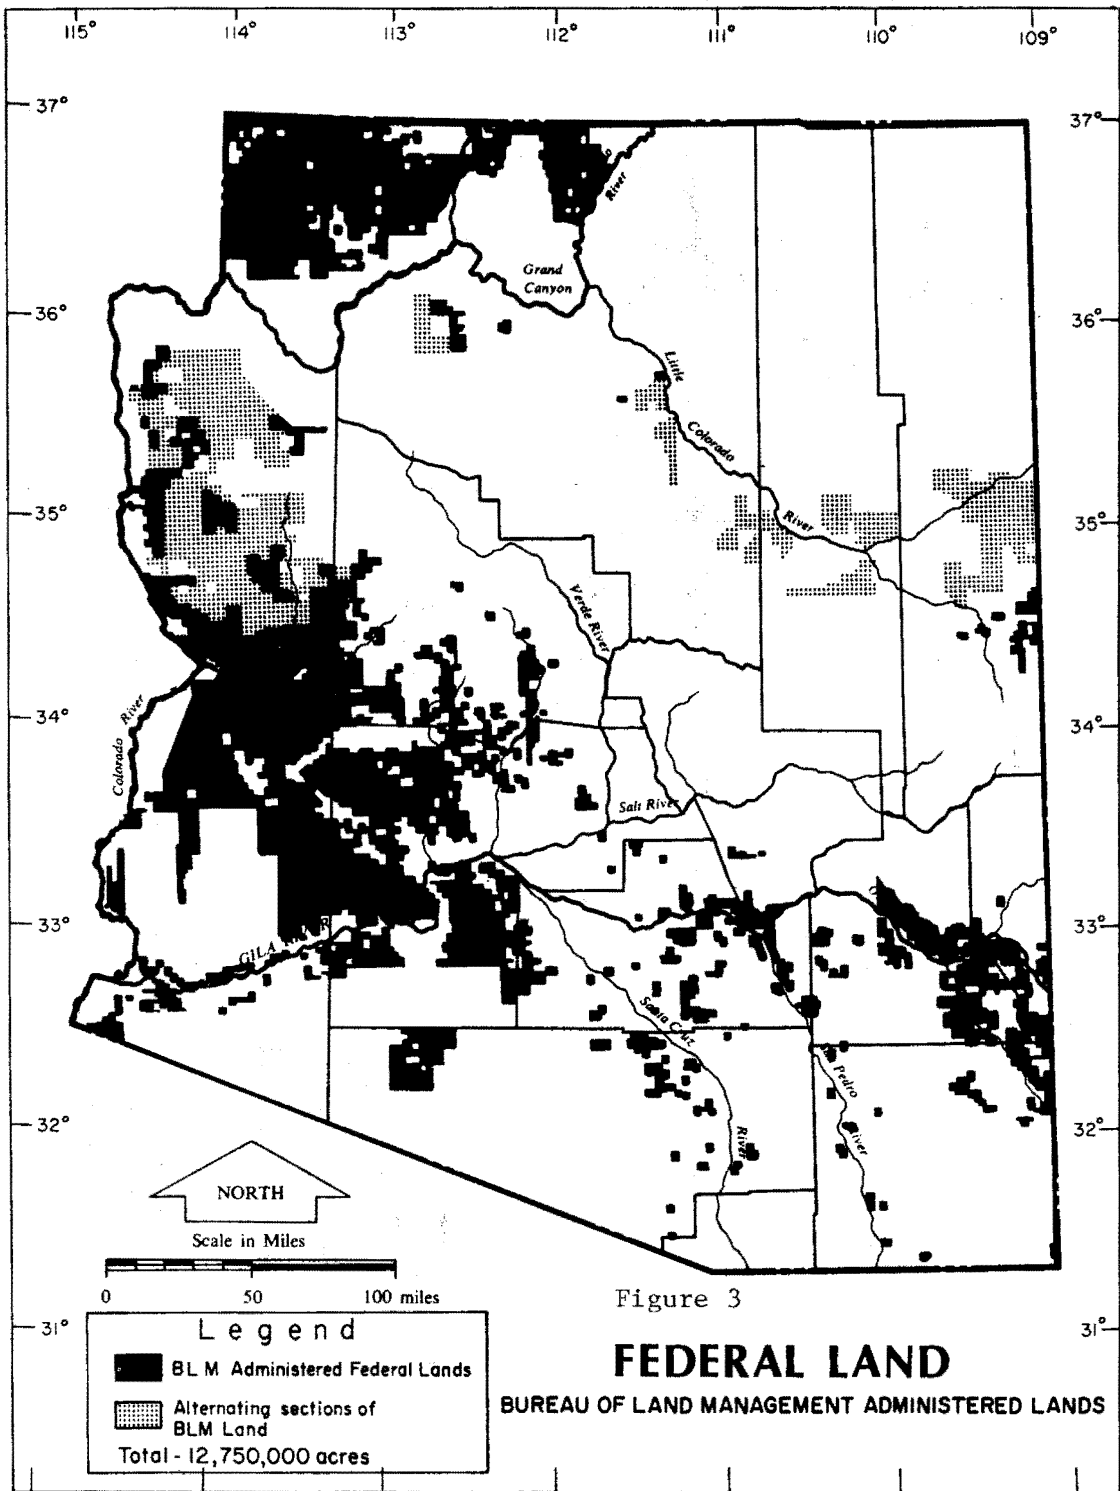 115° 114° 113° 112° 111° 110° 109°
37° 37°
River
Grand
Canyon
36° 36°
Little
Colorado
River
35° 35°
Verde River
Colorado River
34° 34°
Salt River
33° 33°
GILA RIVER
Santa Cruz
River
Pedro
River
32° 32°
NORTH
Scale in Miles
0 50 100 miles
Figure 3
31° 31°
Legend
BLM Administered Federal Lands
Alternating sections of
BLM Land
Total - 12,750,000 acres
FEDERAL LAND
BUREAU OF LAND MANAGEMENT ADMINISTERED LANDS